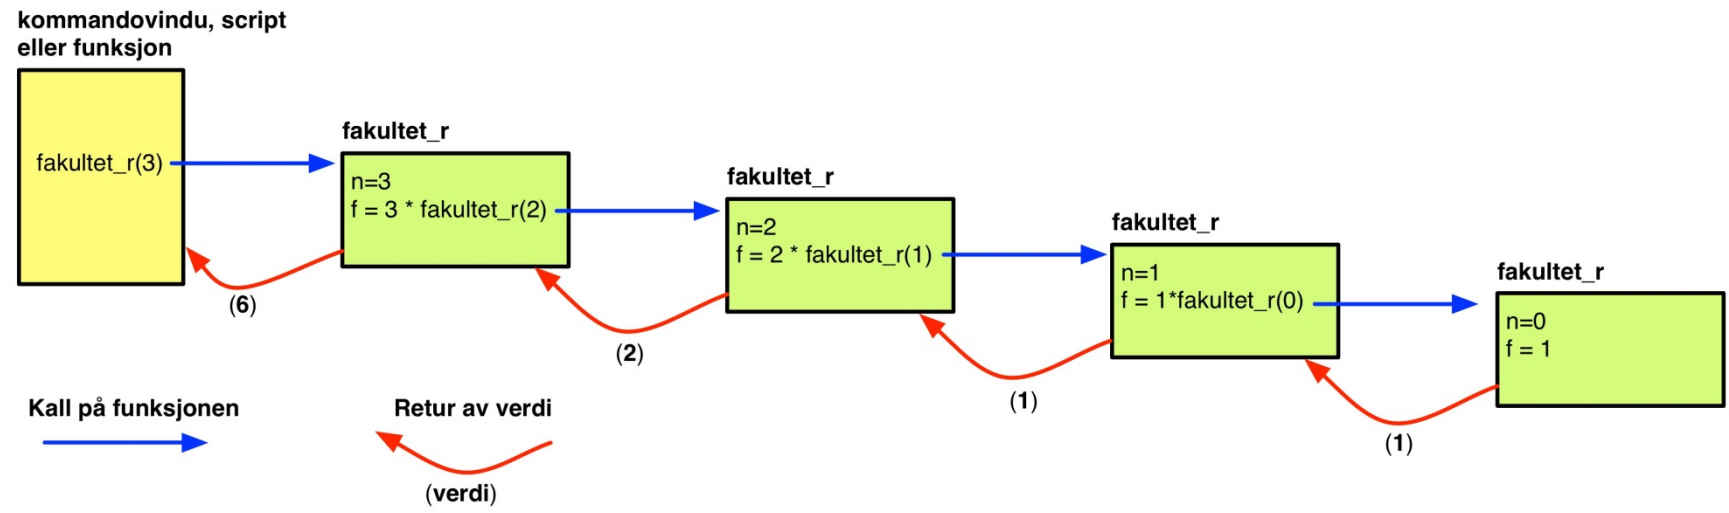 kommandovindu, script
eller funksjon
fakultet_r(3)
fakultet_r
n=3
f = 3 * fakultet_r(2)
fakultet_r
n=2
f = 2 * fakultet_r(1)
fakultet_r
n=1
f = 1*fakultet_r(0)
fakultet_r
n=0
f = 1
(6)
(2)
(1)
(1)
Kall på funksjonen
Retur av verdi
(verdi)